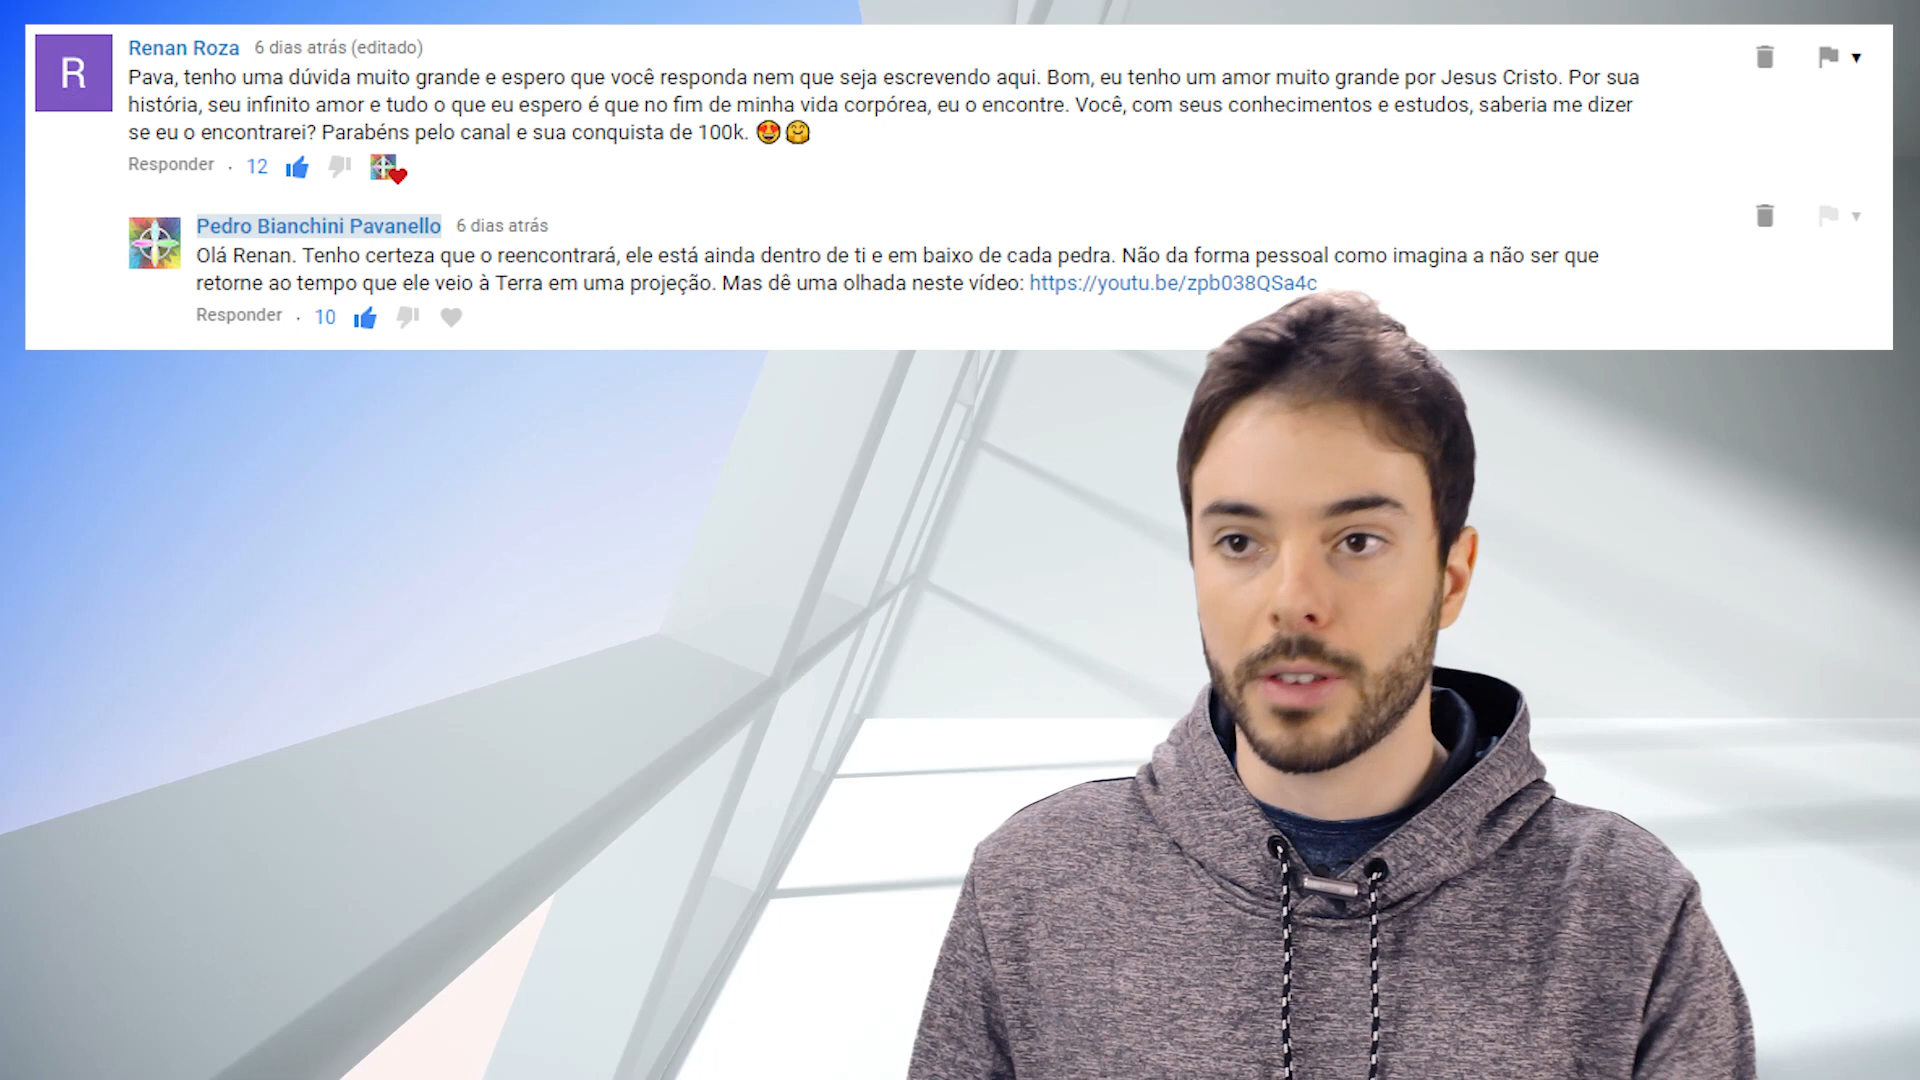 R
Renan Roza 6 dias atrás (editado)
Pava, tenho uma dúvida muito grande e espero que você responda nem que seja escrevendo aqui. Bom, eu tenho um amor muito grande por Jesus Cristo. Por sua
história, seu infinito amor e tudo o que eu espero é que no fim de minha vida corpórea, eu o encontre. Você, com seus conhecimentos e estudos, saberia me dizer
se eu o encontrarei? Parabéns pelo canal e sua conquista de 100k. 😍🤗
Responder · 12
Pedro Bianchini Pavanello 6 dias atrás
Olá Renan. Tenho certeza que o reencontrará, ele está ainda dentro de ti e em baixo de cada pedra. Não da forma pessoal como imagina a não ser que
retorne ao tempo que ele veio à Terra em uma projeção. Mas dê uma olhada neste vídeo: https://youtu.be/zpb038QSa4c
Responder · 10